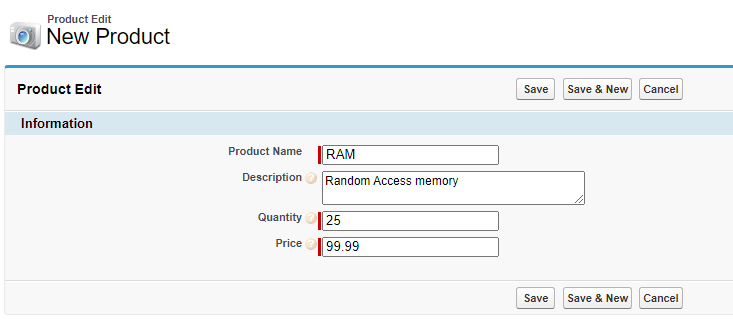 Product Edit
New Product
Product Edit
Save Save & New Cancel
Information
Product Name RAM
Description ? Random Access memory
Quantity ? 25
Price ? 99.99
Save Save & New Cancel